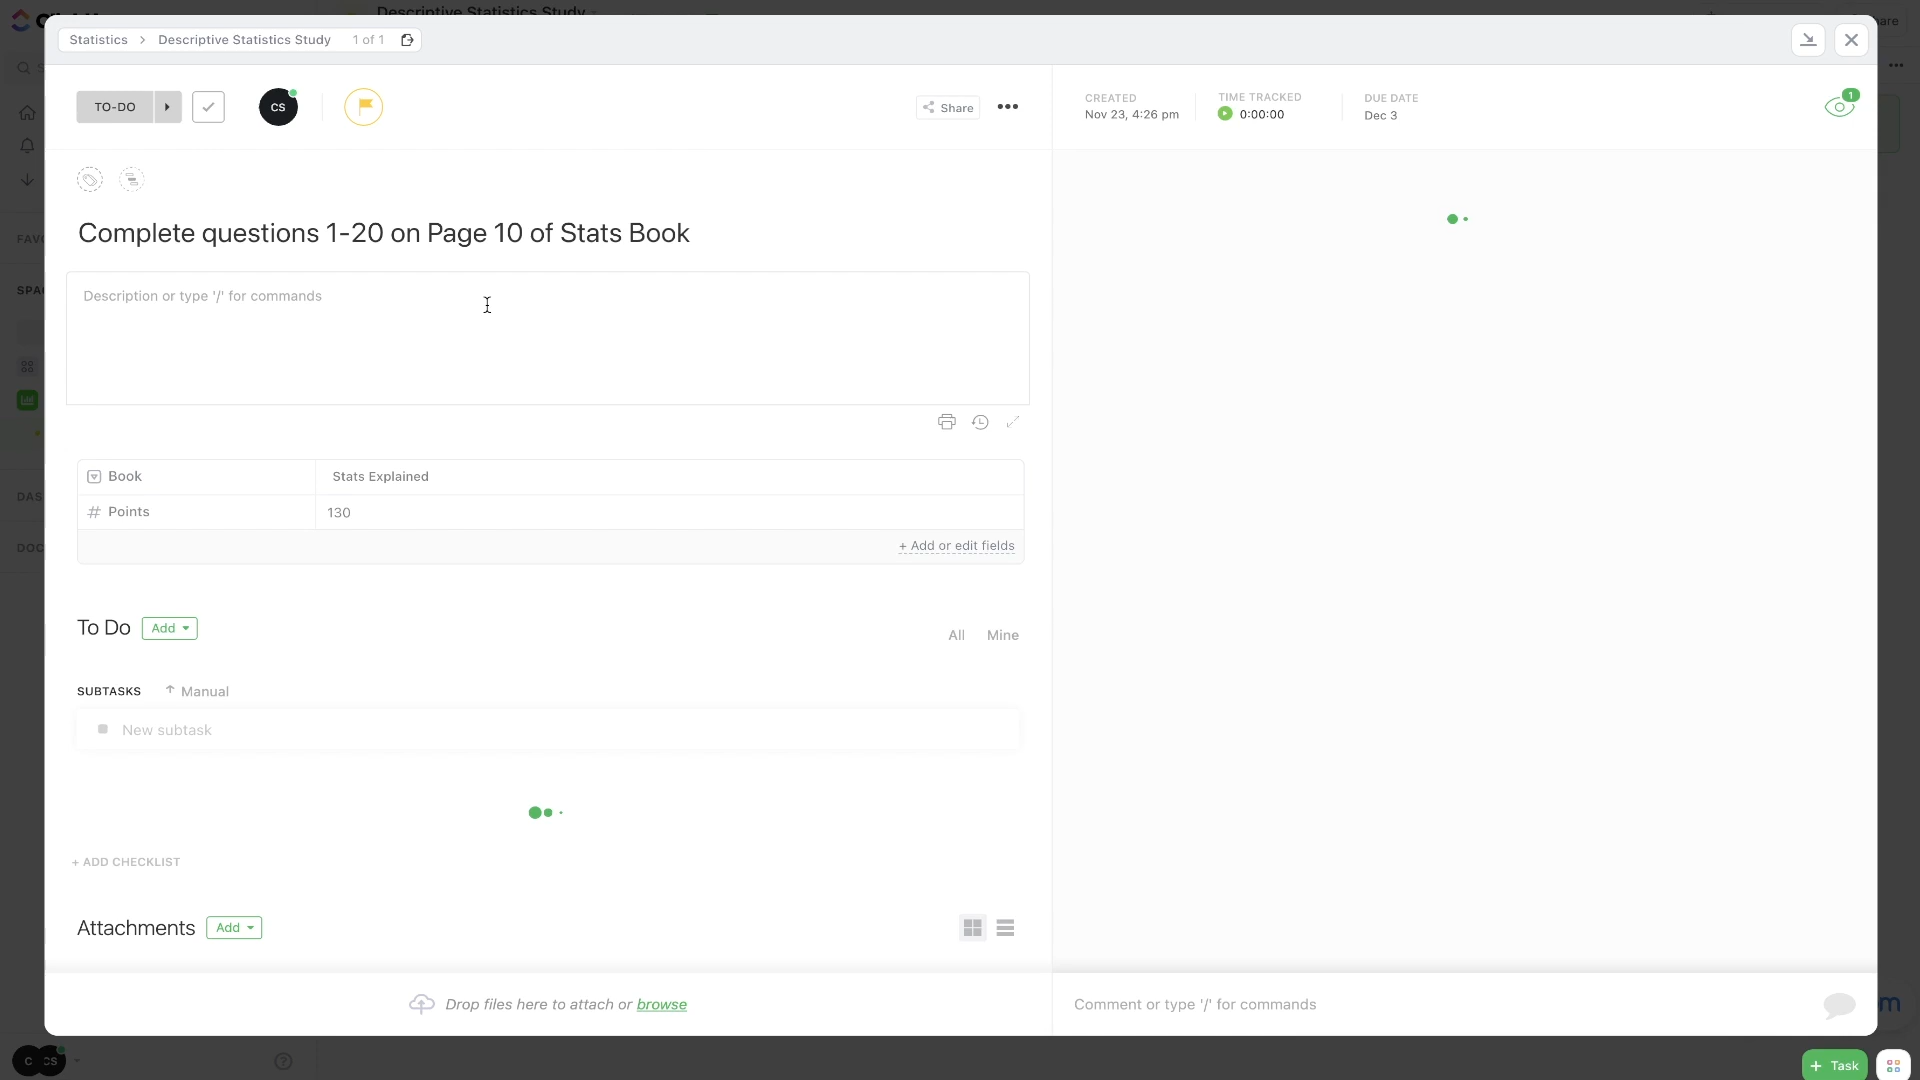 Descriptive Statistics Study
Statistics > Descriptive Statistics Study 1 of 1
TO-DO
CS
Share
CREATED
Nov 23, 4:26 pm
TIME TRACKED
0:00:00
DUE DATE
Dec 3
1
Complete questions 1-20 on Page 10 of Stats Book
Description or type '/' for commands
Book
Stats Explained
# Points
130
+ Add or edit fields
To Do
Add
All
Mine
SUBTASKS
Manual
New subtask
+ ADD CHECKLIST
Attachments
Add
Drop files here to attach or browse
Comment or type '/' for commands
C
CS
+ Task